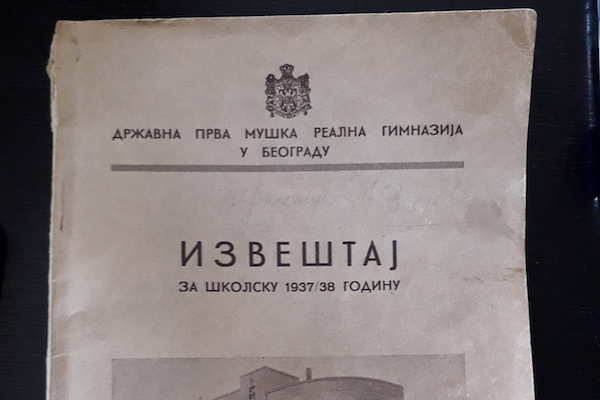 ДРЖАВНА ПРВА МУШКА РЕАЛНА ГИМНАЗИЈА
У БЕОГРАДУ
ИЗВЕШТАЈ
ЗА ШКОЛСКУ 1937/38 ГОДИНУ